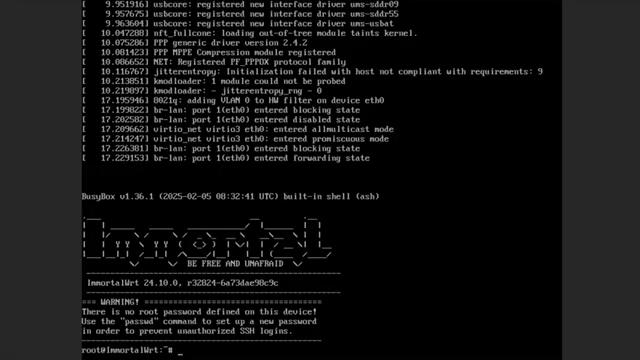 [    9.951916] usbcore: registered new interface driver ums-sddr09
[    9.957675] usbcore: registered new interface driver ums-sddr55
[    9.963604] usbcore: registered new interface driver ums-usbat
[   10.047288] nft_fullcone: loading out-of-tree module taints kernel.
[   10.075286] PPP generic driver version 2.4.2
[   10.081423] PPP MPPE Compression module registered
[   10.086652] NET: Registered PF_PPPOX protocol family
[   10.116767] jitterentropy: Initialization failed with host not compliant with requirements: 9
[   10.213851] kmodloader: 1 module could not be probed
[   10.219897] kmodloader: - jitterentropy_rng - 0
[   17.195946] 8021q: adding VLAN 0 to HW filter on device eth0
[   17.199822] br-lan: port 1(eth0) entered blocking state
[   17.202582] br-lan: port 1(eth0) entered disabled state
[   17.209662] virtio_net virtio3 eth0: entered allmulticast mode
[   17.214247] virtio_net virtio3 eth0: entered promiscuous mode
[   17.225010] br-lan: port 1(eth0) entered blocking state
[   17.229153] br-lan: port 1(eth0) entered forwarding state
BusyBox v1.36.1 (2025-02-05 08:32:41 UTC) built-in shell (ash)
ImmortaL
BE FREE AND UNAFRAID
ImmortalWrt 24.10.0, r32824-6a73dae98c9c
=== WARNING! =====================================
There is no root password defined on this device!
Use the "passwd" command to set up a new password
in order to prevent unauthorized SSH logins.
root@ImmortalWrt:~# _